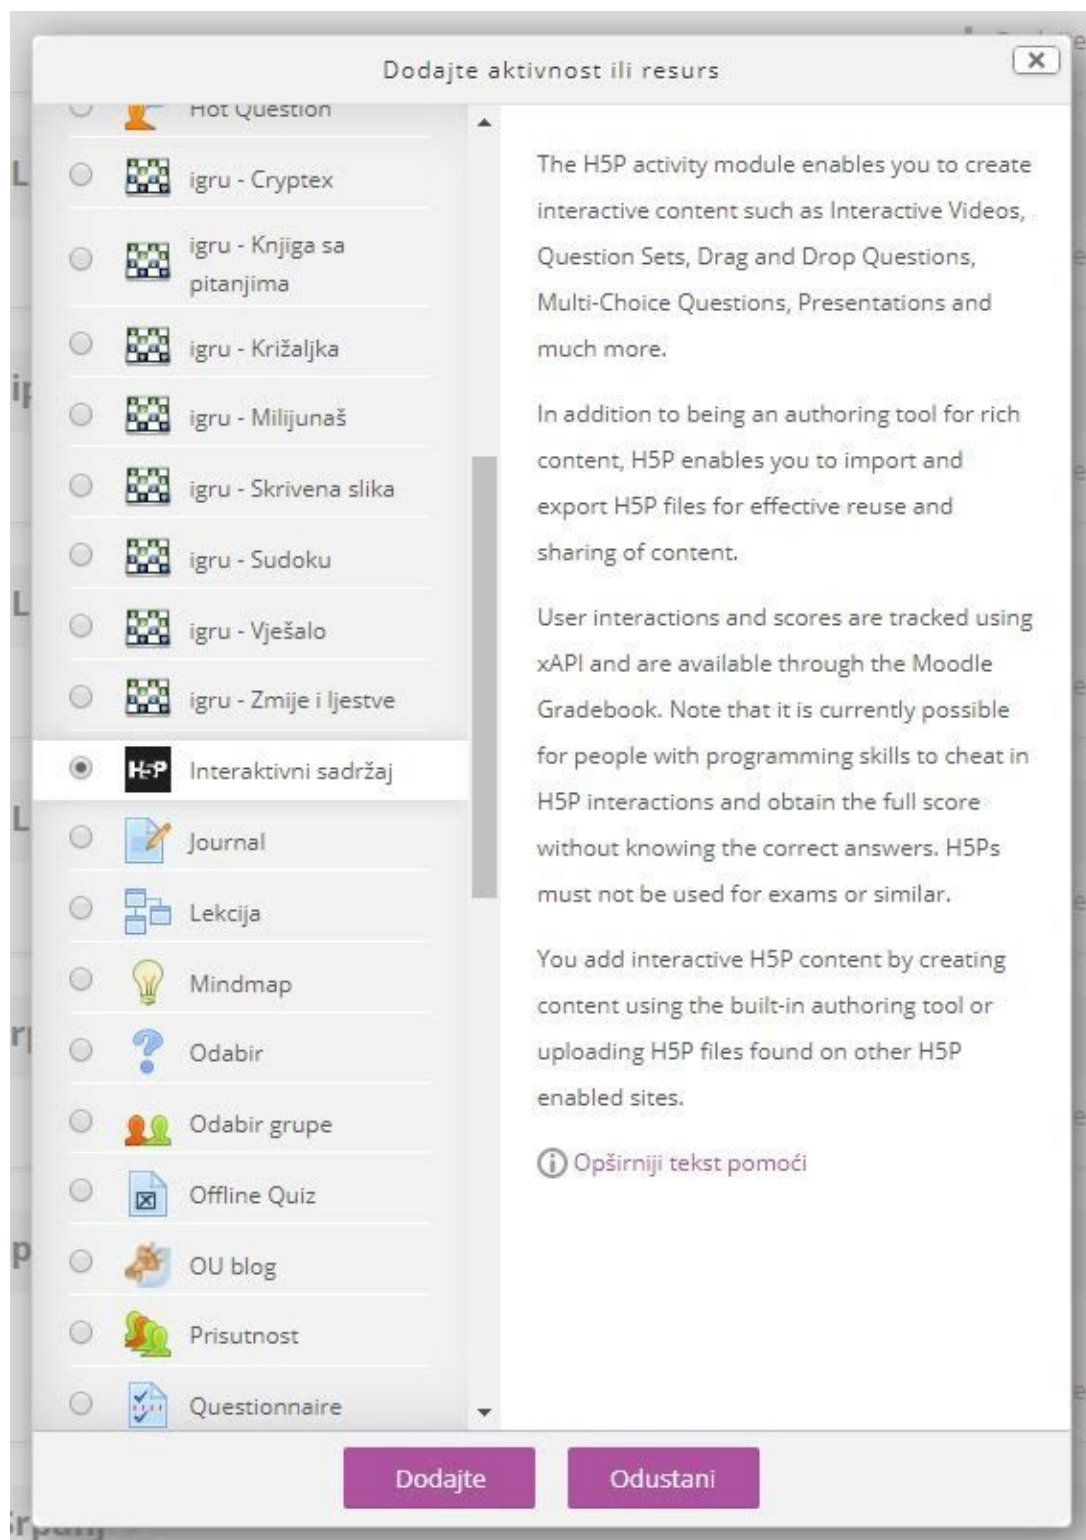 Dodajte aktivnost ili resurs
Hot Question
igru - Cryptex
igru - Knjiga sa
pitanjima
igru - Križaljka
igru - Milijunaš
igru - Skrivena slika
igru - Sudoku
igru - Vješalo
igru - Zmije i ljestve
H5P Interaktivni sadržaj
Journal
Lekcija
Mindmap
Odabir
Odabir grupe
Offline Quiz
OU blog
Prisutnost
Questionnaire
The H5P activity module enables you to create
interactive content such as Interactive Videos,
Question Sets, Drag and Drop Questions,
Multi-Choice Questions, Presentations and
much more.
In addition to being an authoring tool for rich
content, H5P enables you to import and
export H5P files for effective reuse and
sharing of content.
User interactions and scores are tracked using
xAPI and are available through the Moodle
Gradebook. Note that it is currently possible
for people with programming skills to cheat in
H5P interactions and obtain the full score
without knowing the correct answers. H5Ps
must not be used for exams or similar.
You add interactive H5P content by creating
content using the built-in authoring tool or
uploading H5P files found on other H5P
enabled sites.
Opširniji tekst pomoći
Dodajte
Odustani